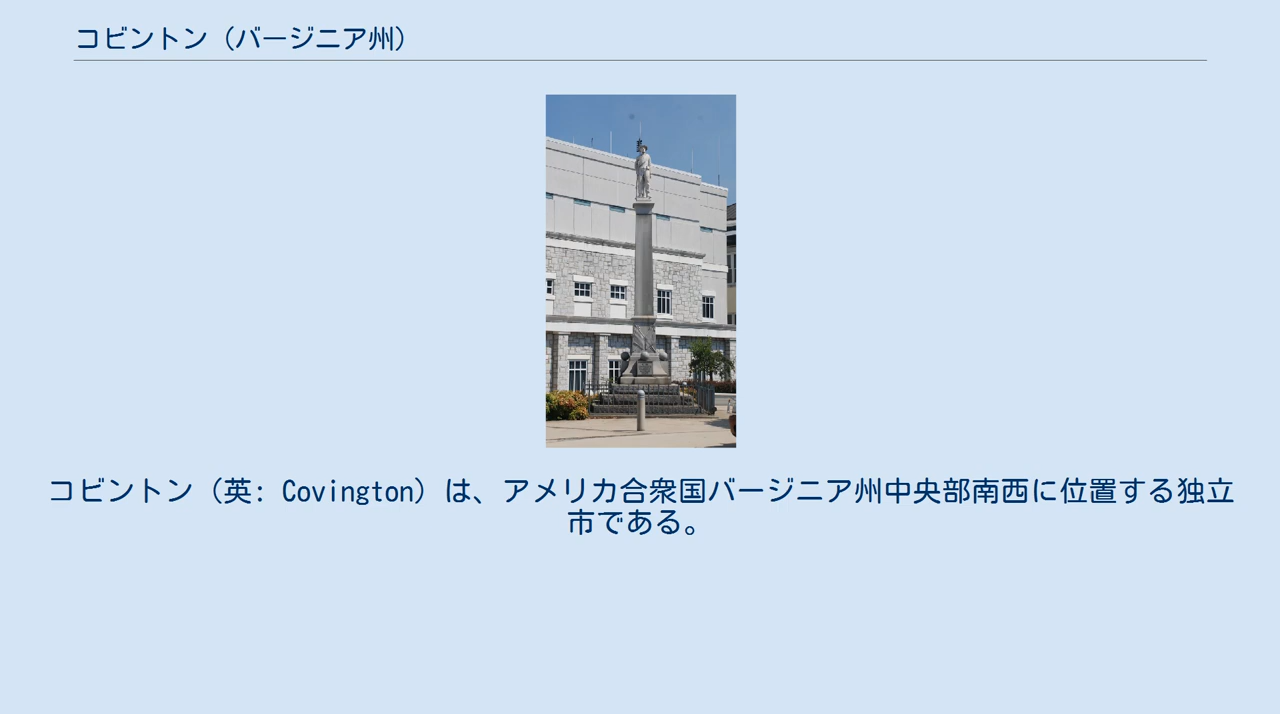 コビントン（バージニア州）
コビントン（英: Covington）は、アメリカ合衆国バージニア州中央部南西に位置する独立
市である。